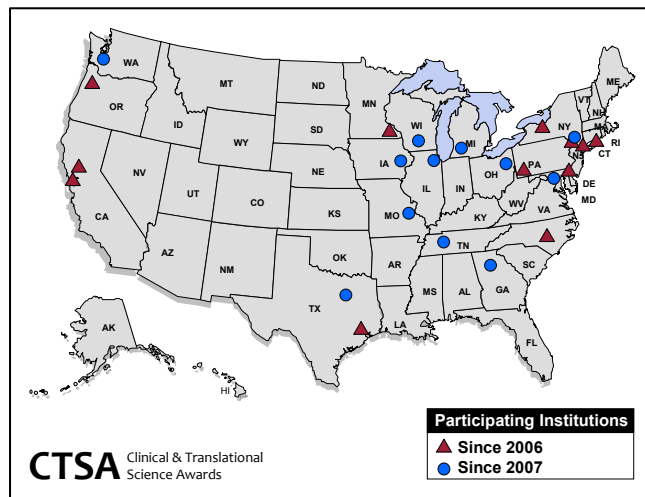 WA
MT
ND
MN
ME
VT
NH
OR
ID
SD
WI
MI
NY
MA
RI
CT
WY
IA
PA
NJ
NV
NE
IL
IN
OH
DE
MD
UT
CO
WV
VA
CA
KS
MO
KY
AZ
NM
OK
AR
TN
SC
TX
MS
AL
GA
LA
FL
AK
HI
Participating Institutions
Since 2006
Since 2007
CTSA Clinical & Translational
Science Awards